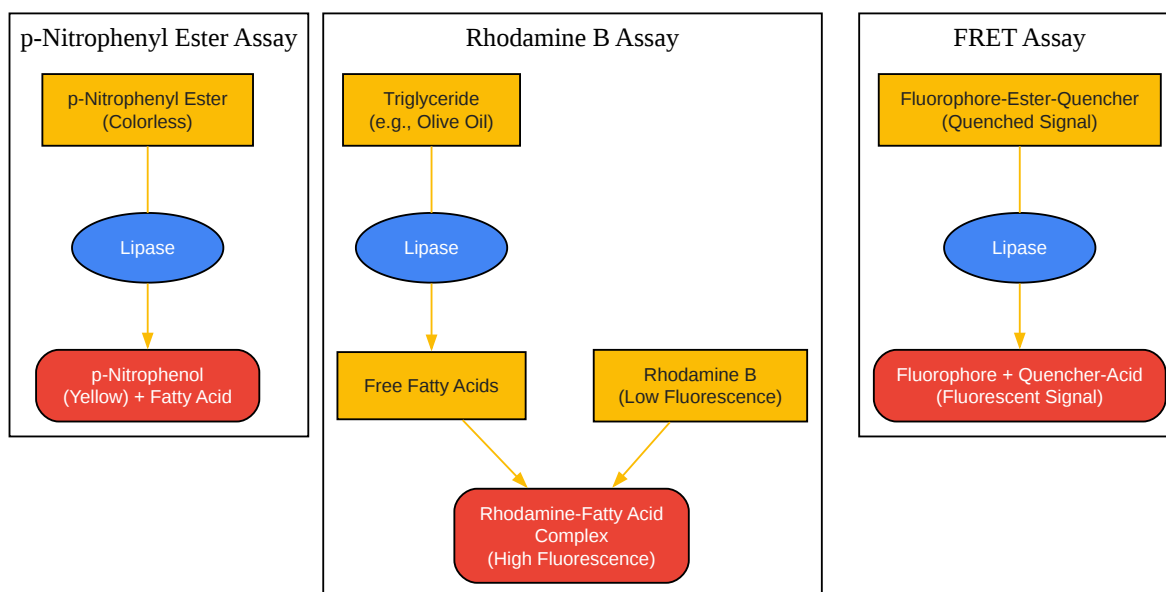 p-Nitrophenyl Ester Assay
p-Nitrophenyl Ester
(Colorless)
Lipase
p-Nitrophenol
(Yellow) + Fatty Acid
Rhodamine B Assay
Triglyceride
(e.g., Olive Oil)
Lipase
Free Fatty Acids
Rhodamine B
(Low Fluorescence)
Rhodamine-Fatty Acid
Complex
(High Fluorescence)
FRET Assay
Fluorophore-Ester-Quencher
(Quenched Signal)
Lipase
Fluorophore + Quencher-Acid
(Fluorescent Signal)